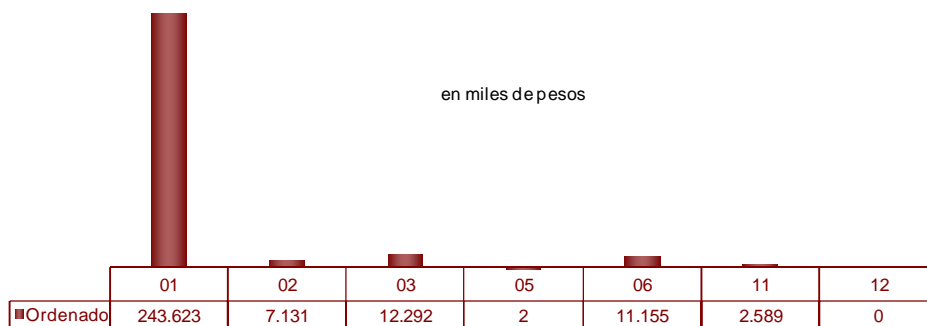 en miles de pesos
01 02 03 05 06 11 12
Ordenado 243.623 7.131 12.292 2 11.155 2.589 0